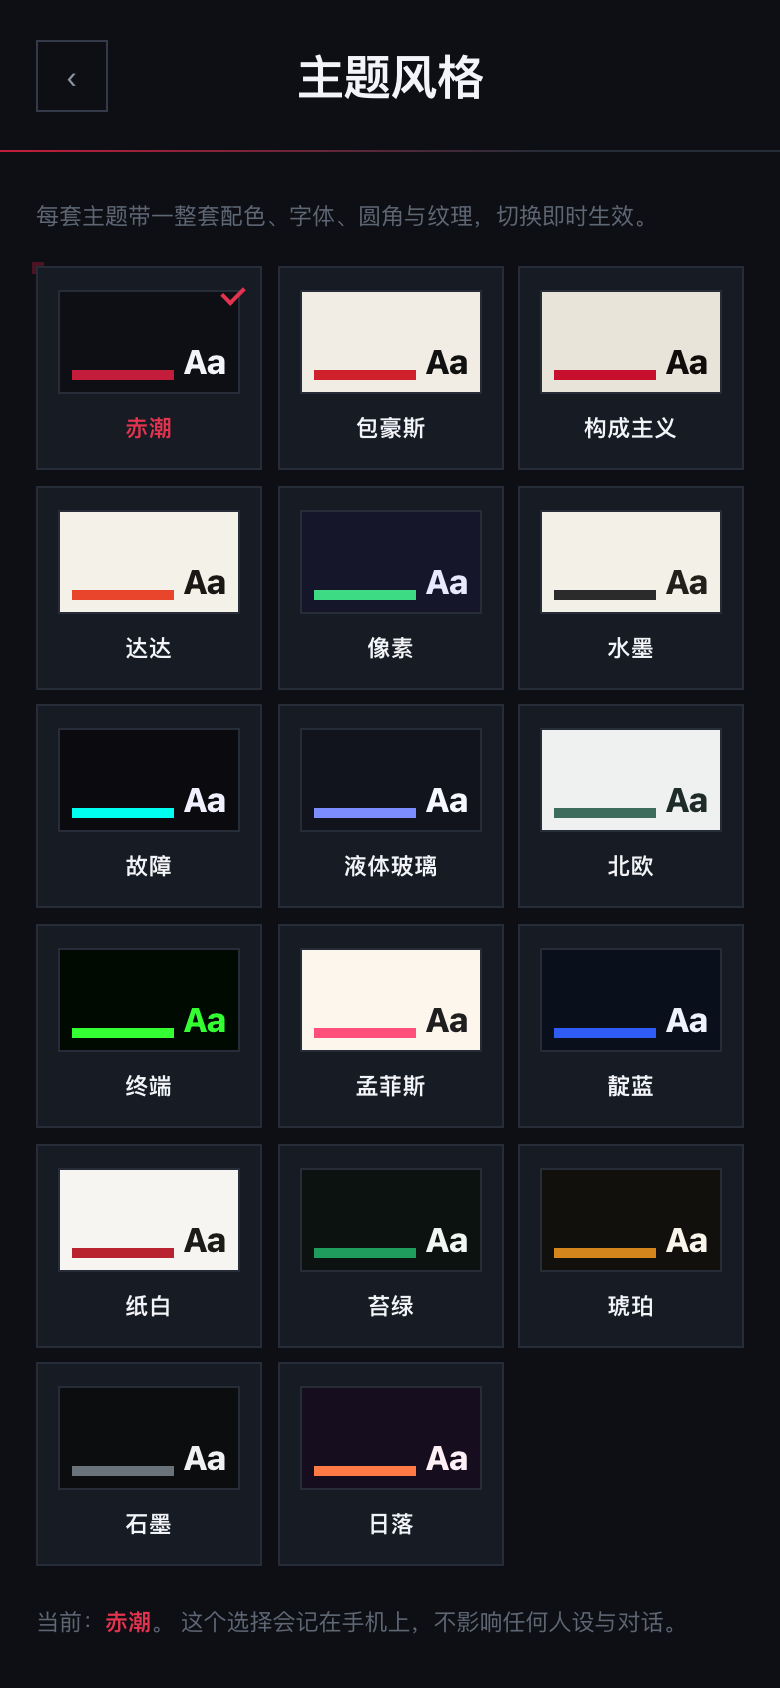 ‹
主题风格
每套主题带一整套配色、字体、圆角与纹理，切换即时生效。
Aa Aa Aa
赤潮 包豪斯 构成主义
Aa Aa Aa
达达 像素 水墨
Aa Aa Aa
故障 液体玻璃 北欧
Aa Aa Aa
终端 孟菲斯 靛蓝
Aa Aa Aa
纸白 苔绿 琥珀
Aa Aa
石墨 日落
当前：赤潮。 这个选择会记在手机上，不影响任何人设与对话。